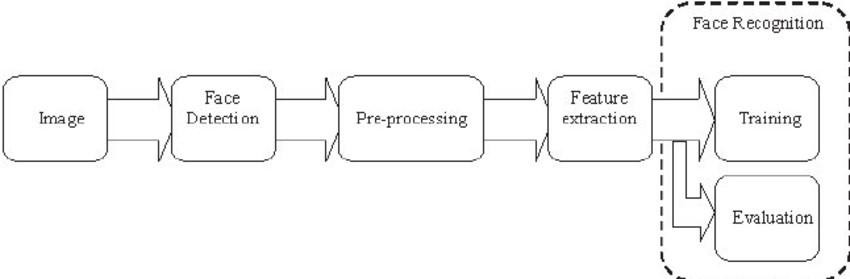 Face Recognition
Image
Face
Detection
Pre-processing
Feature
extraction
Training
Evaluation